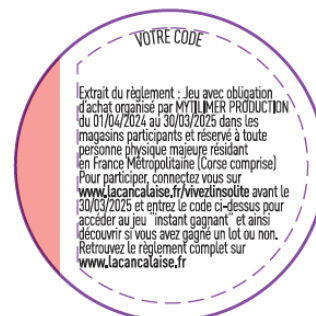 VOTRE CODE
Extrait du règlement : Jeu avec obligation
d'achat organisé par MYTILIMER PRODUCTION
du 01/04/2024 au 30/03/2025 dans les
magasins participants et réservé à toute
personne physique majeure résidant
en France Métropolitaine (Corse comprise)
Pour participer, connectez vous sur
www.lacancalaise.fr/vivezlinsolite avant le
30/03/2025 et entrez le code ci-dessus pour
accéder au jeu "instant gagnant" et ainsi
découvrir si vous avez gagné un lot ou non.
Retrouvez le règlement complet sur
www.lacancalaise.fr